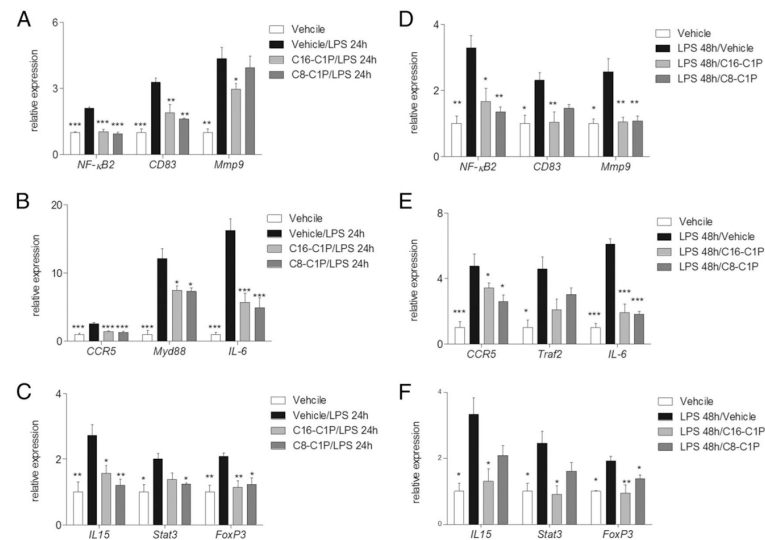 A
relative expression
6
4
2
0
***
***
***
***
**
**
**
*
Vehcile
Vehicle/LPS 24h
C16-C1P/LPS 24h
C8-C1P/LPS 24h
NF-κB2
CD83
Mmp9
B
relative expression
20
10
0
***
***
***
***
*
*
***
***
***
Vehcile
Vehicle/LPS 24h
C16-C1P/LPS 24h
C8-C1P/LPS 24h
CCR5
Myd88
IL-6
C
relative expression
4
2
0
**
*
**
*
*
**
**
*
Vehcile
Vehicle/LPS 24h
C16-C1P/LPS 24h
C8-C1P/LPS 24h
IL15
Stat3
FoxP3
D
relative expression
4
2
0
**
*
**
*
**
*
**
**
Vehicle
LPS 48h/Vehicle
LPS 48h/C16-C1P
LPS 48h/C8-C1P
NF-κB2
CD83
Mmp9
E
relative expression
8
4
0
***
*
*
*
***
***
***
Vehcile
LPS 48h/Vehicle
LPS 48h/C16-C1P
LPS 48h/C8-C1P
CCR5
Traf2
IL-6
F
relative expression
4
2
0
*
*
*
*
*
**
*
Vehcile
LPS 48h/Vehicle
LPS 48h/C16-C1P
LPS 48h/C8-C1P
IL15
Stat3
FoxP3